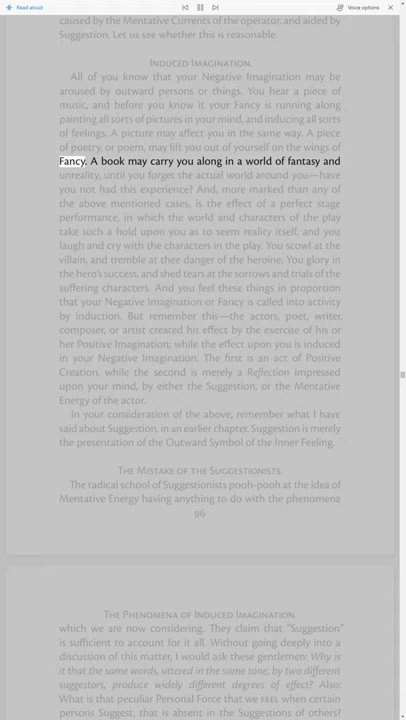 Read aloud
Voice options
caused by the Mentative Currents of the operator, and aided by
Suggestion. Let us see whether this is reasonable.
INDUCED IMAGINATION.
All of you know that your Negative Imagination may be
aroused by outward persons or things. You hear a piece of
music, and before you know it your Fancy is running along
painting all sorts of pictures in your mind, and inducing all sorts
of feelings. A picture may affect you in the same way. A piece
of poetry, or poem, may lift you out of yourself on the wings of
Fancy. A book may carry you along in a world of fantasy and
unreality, until you forget the actual world around you—have
you not had this experience? And, more marked than any of
the above mentioned cases, is the effect of a perfect stage
performance, in which the world and characters of the play
take such a hold upon you as to seem reality itself, and you
laugh and cry with the characters in the play. You scowl at the
villain, and tremble at thee danger of the heroine. You glory in
the hero's success, and shed tears at the sorrows and trials of the
suffering characters. And you feel these things in proportion
that your Negative Imagination or Fancy is called into activity
by induction. But remember this—the actors, poet, writer,
composer, or artist created his effect by the exercise of his or
her Positive Imagination; while the effect upon you is induced
in your Negative Imagination. The first is an act of Positive
Creation, while the second is merely a Reflection impressed
upon your mind, by either the Suggestion, or the Mentative
Energy of the actor.
In your consideration of the above, remember what I have
said about Suggestion, in an earlier chapter. Suggestion is merely
the presentation of the Outward Symbol of the Inner Feeling.
THE MISTAKE OF THE SUGGESTIONISTS.
The radical school of Suggestionists pooh-pooh at the idea of
Mentative Energy having anything to do with the phenomena
96
THE PHENOMENA OF INDUCED IMAGINATION.
which we are now considering. They claim that "Suggestion"
is sufficient to account for it all. Without going deeply into a
discussion of this matter, I would ask these gentlemen: Why is
it that the same words, uttered in the same tone, by two different
suggestors, produce widely different degrees of effect? Also:
What is that peculiar Personal Force that we FEEL when certain
persons Suggest, that is absent in the Suggestions of others?